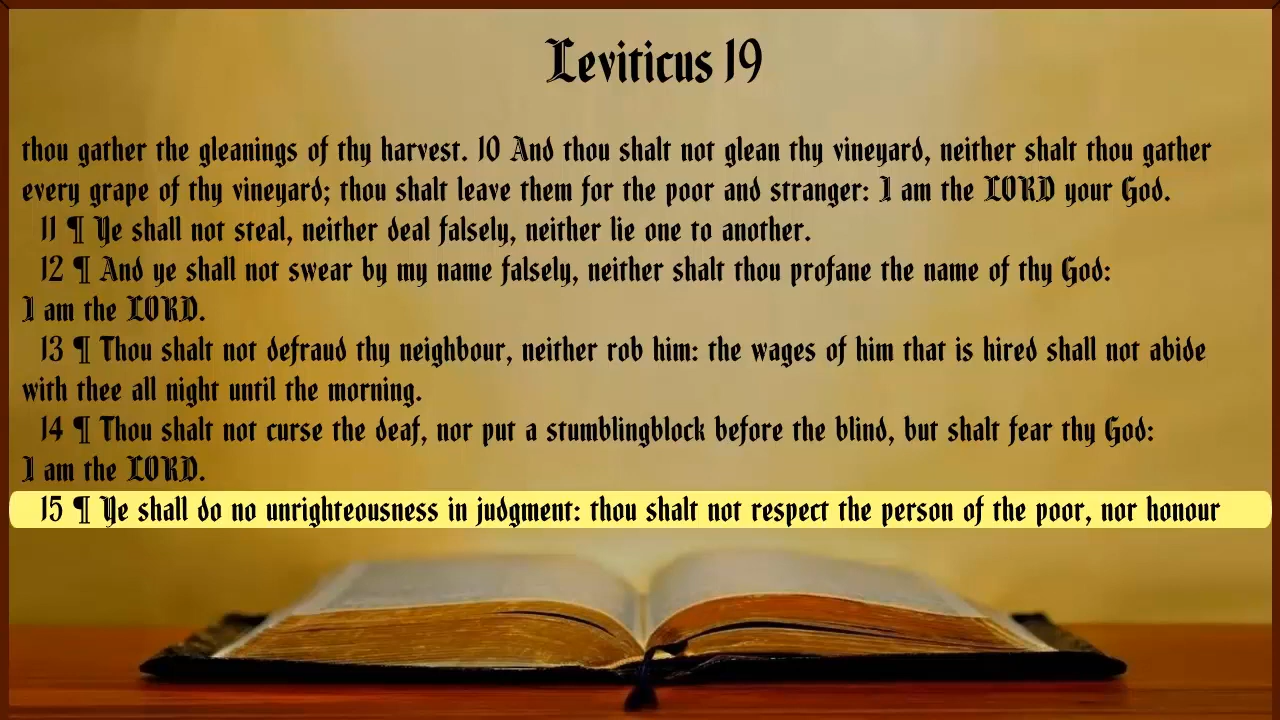 Leviticus 19
thou gather the gleanings of thy harvest. 10 And thou shalt not glean thy vineyard, neither shalt thou gather
every grape of thy vineyard; thou shalt leave them for the poor and stranger: I am the LORD your God.
11 ¶ Ye shall not steal, neither deal falsely, neither lie one to another.
12 ¶ And ye shall not swear by my name falsely, neither shalt thou profane the name of thy God:
I am the LORD.
13 ¶ Thou shalt not defraud thy neighbour, neither rob him: the wages of him that is hired shall not abide
with thee all night until the morning.
14 ¶ Thou shalt not curse the deaf, nor put a stumblingblock before the blind, but shalt fear thy God:
I am the LORD.
15 ¶ Ye shall do no unrighteousness in judgment: thou shalt not respect the person of the poor, nor honour